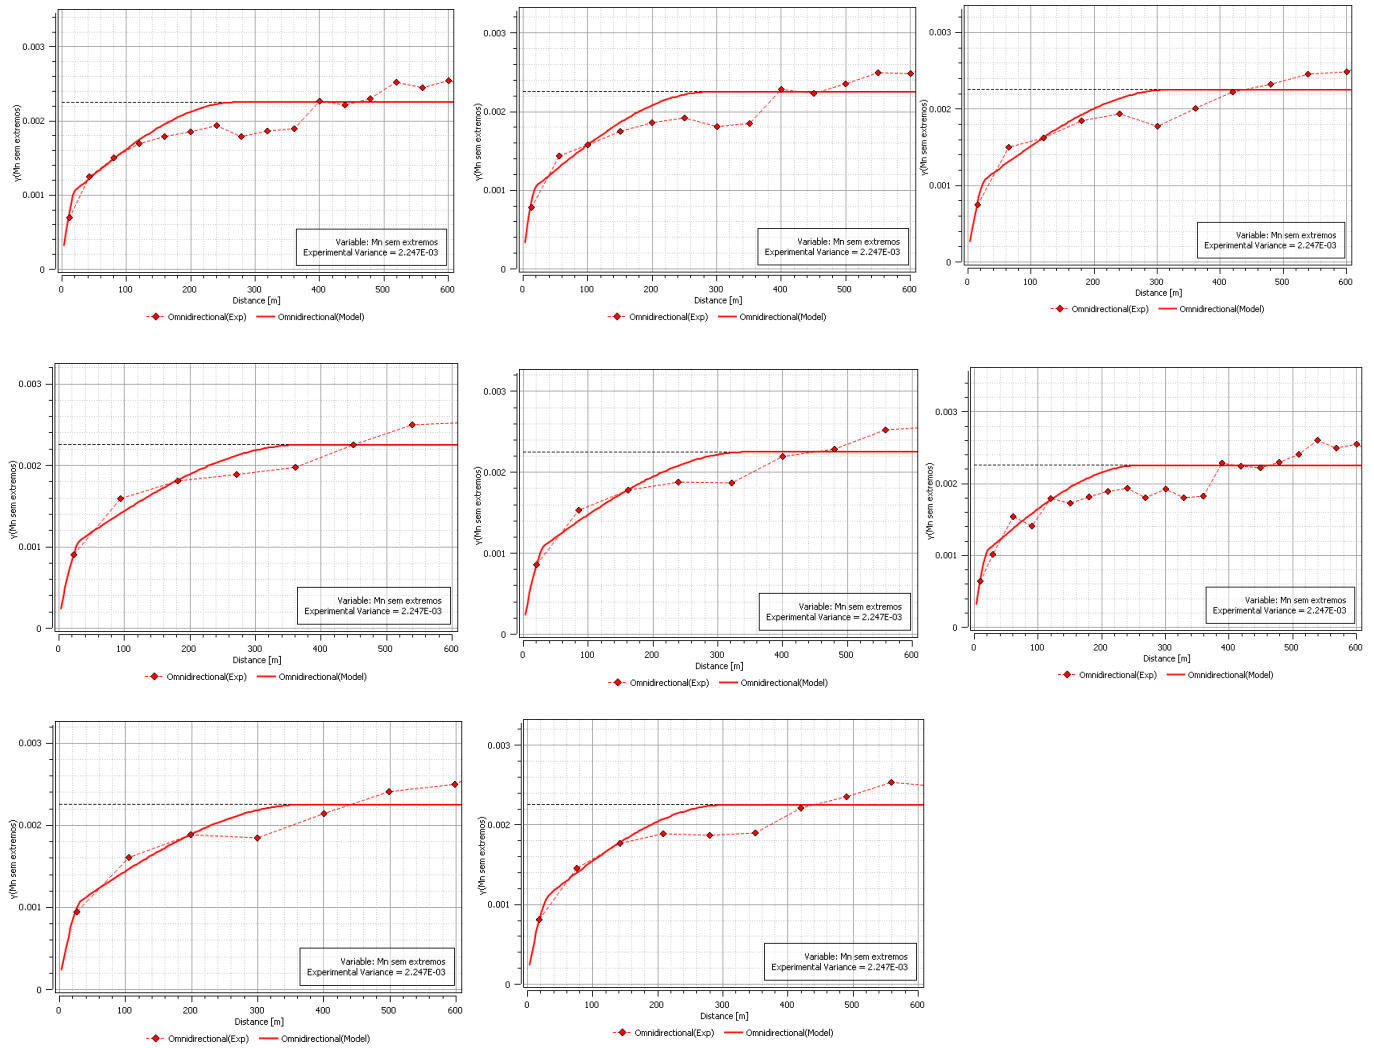 0.003
0.002
0.001
0
γ(Mn sem extremos)
Variable: Mn sem extremos
Experimental Variance = 2.247E-03
0 100 200 300 400 500 600
Distance [m]
Omnidirectional(Exp) Omnidirectional(Model)
0.003
0.002
0.001
0
γ(Mn sem extremos)
Variable: Mn sem extremos
Experimental Variance = 2.247E-03
0 100 200 300 400 500 600
Distance [m]
Omnidirectional(Exp) Omnidirectional(Model)
0.003
0.002
0.001
0
γ(Mn sem extremos)
Variable: Mn sem extremos
Experimental Variance = 2.247E-03
0 100 200 300 400 500 600
Distance [m]
Omnidirectional(Exp) Omnidirectional(Model)
0.003
0.002
0.001
0
γ(Mn sem extremos)
Variable: Mn sem extremos
Experimental Variance = 2.247E-03
0 100 200 300 400 500 600
Distance [m]
Omnidirectional(Exp) Omnidirectional(Model)
0.003
0.002
0.001
0
γ(Mn sem extremos)
Variable: Mn sem extremos
Experimental Variance = 2.247E-03
0 100 200 300 400 500 600
Distance [m]
Omnidirectional(Exp) Omnidirectional(Model)
0.003
0.002
0.001
0
γ(Mn sem extremos)
Variable: Mn sem extremos
Experimental Variance = 2.247E-03
0 100 200 300 400 500 600
Distance [m]
Omnidirectional(Exp) Omnidirectional(Model)
0.003
0.002
0.001
0
γ(Mn sem extremos)
Variable: Mn sem extremos
Experimental Variance = 2.247E-03
0 100 200 300 400 500 600
Distance [m]
Omnidirectional(Exp) Omnidirectional(Model)
0.003
0.002
0.001
0
γ(Mn sem extremos)
Variable: Mn sem extremos
Experimental Variance = 2.247E-03
0 100 200 300 400 500 600
Distance [m]
Omnidirectional(Exp) Omnidirectional(Model)